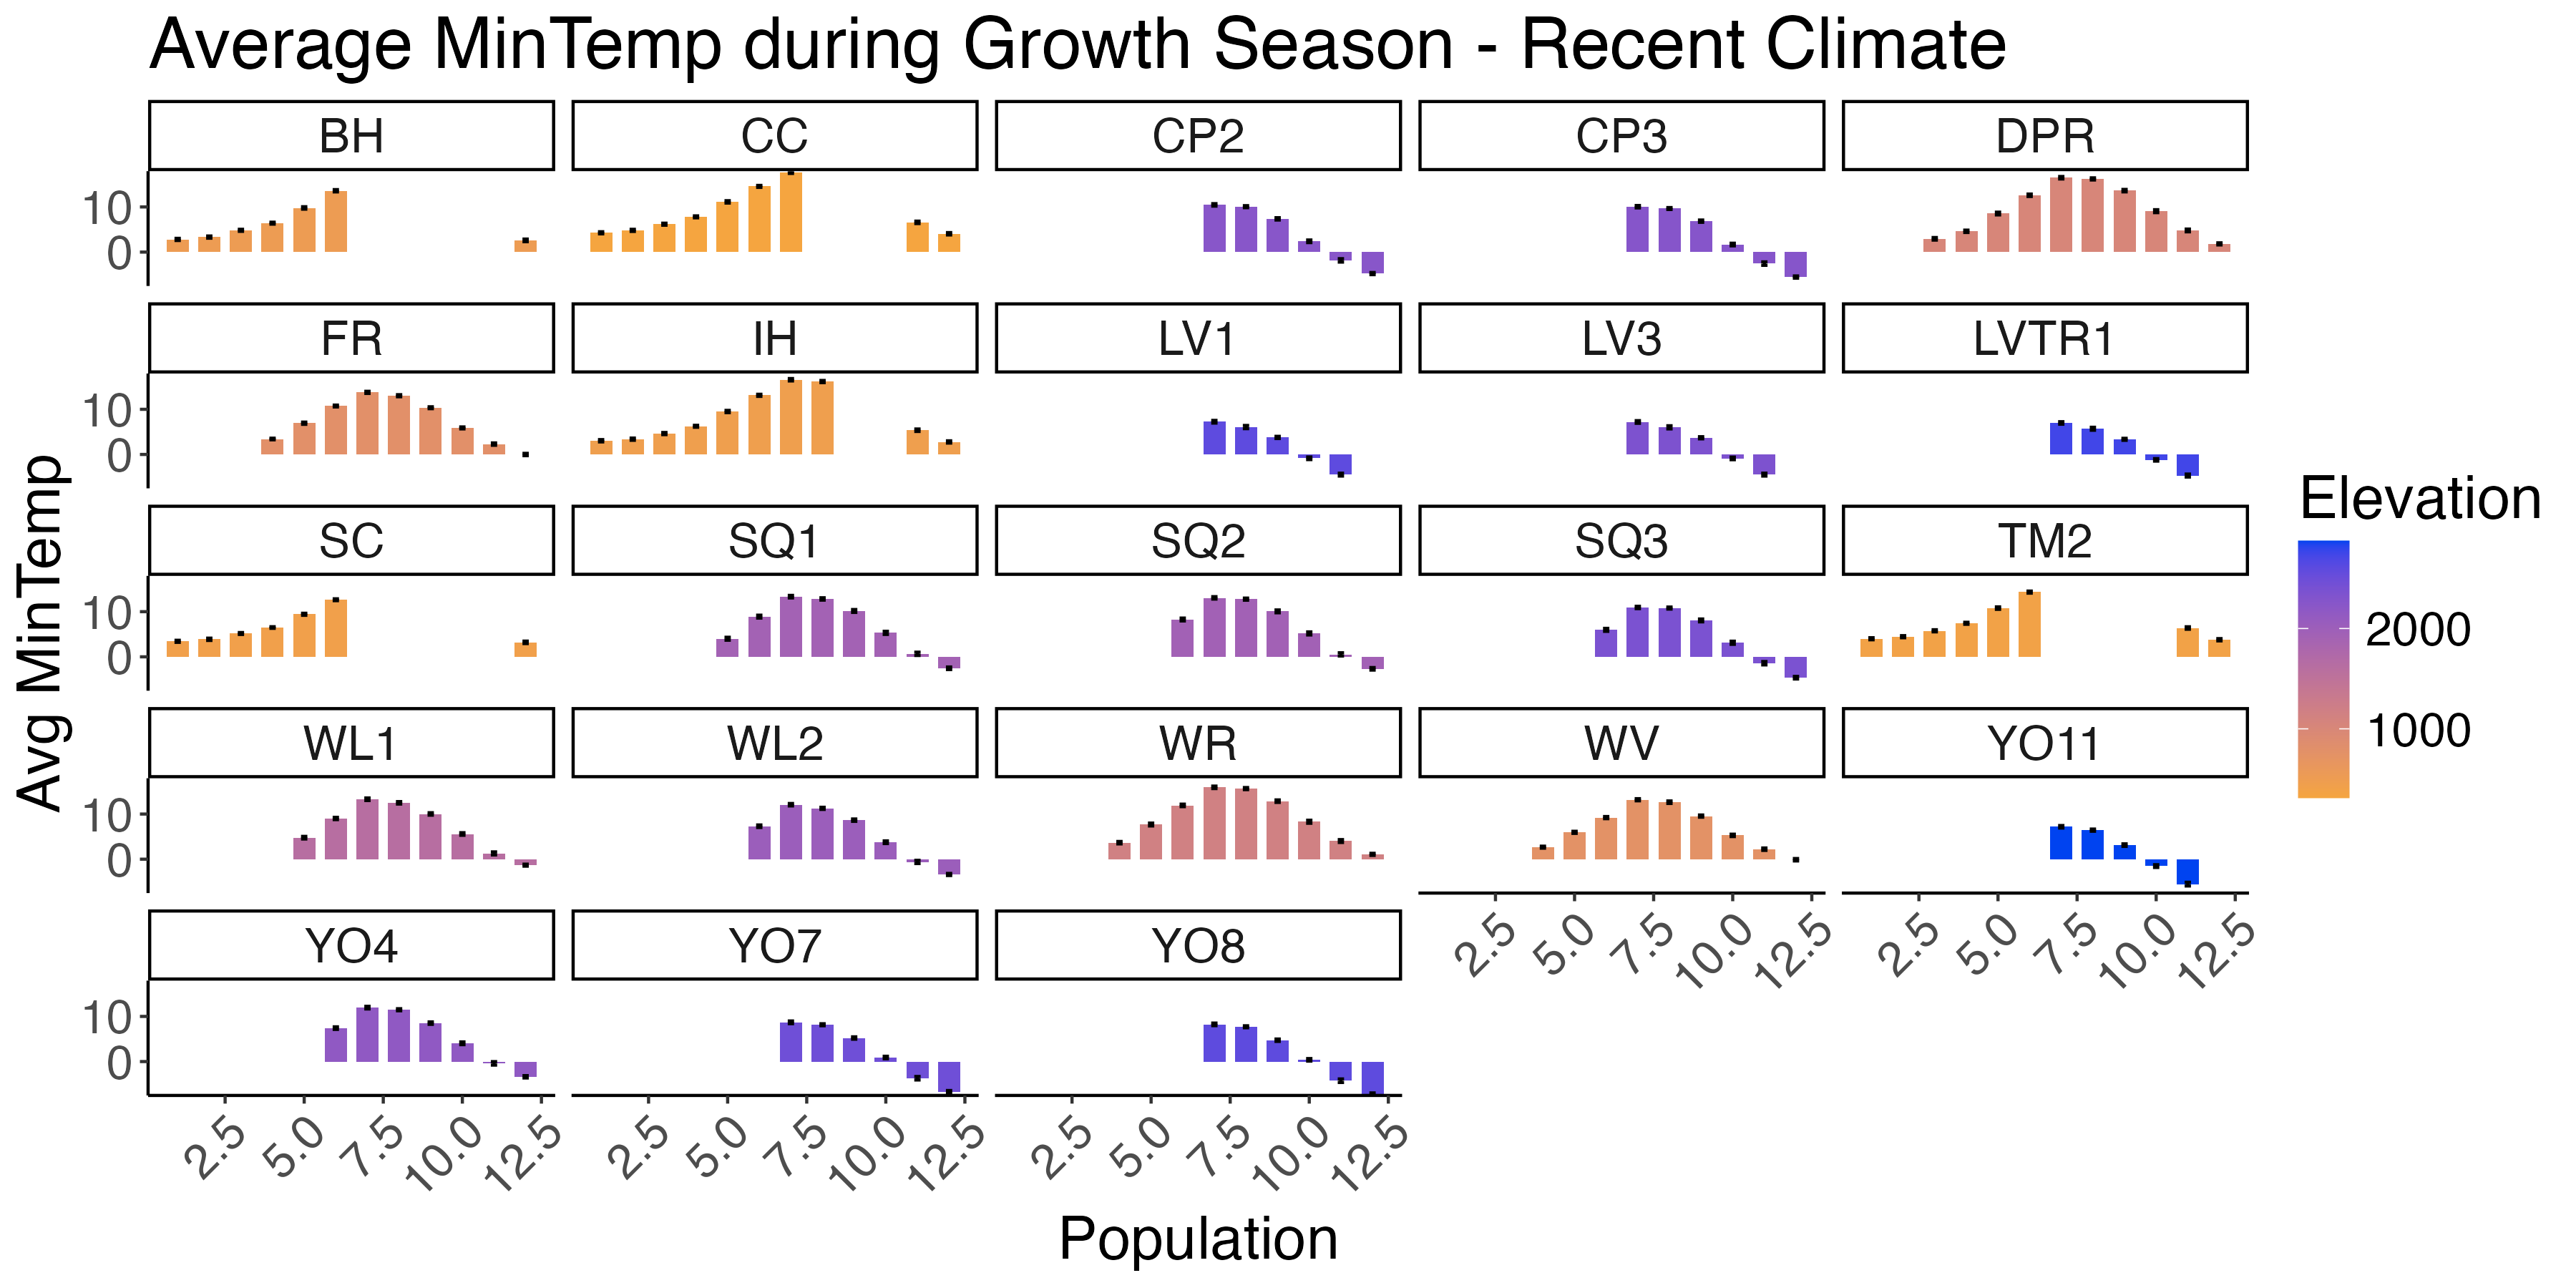 Average MinTemp during Growth Season - Recent Climate
BH CC CP2 CP3 DPR
10
0
FR IH LV1 LV3 LVTR1
10
0
SC SQ1 SQ2 SQ3 TM2
10
0
WL1 WL2 WR WV YO11
10
0
2.5 5.0 7.5 10.0 12.5 2.5 5.0 7.5 10.0 12.5
YO4 YO7 YO8
10
0
2.5 5.0 7.5 10.0 12.5 2.5 5.0 7.5 10.0 12.5 2.5 5.0 7.5 10.0 12.5
Population
Avg MinTemp
Elevation
2000
1000